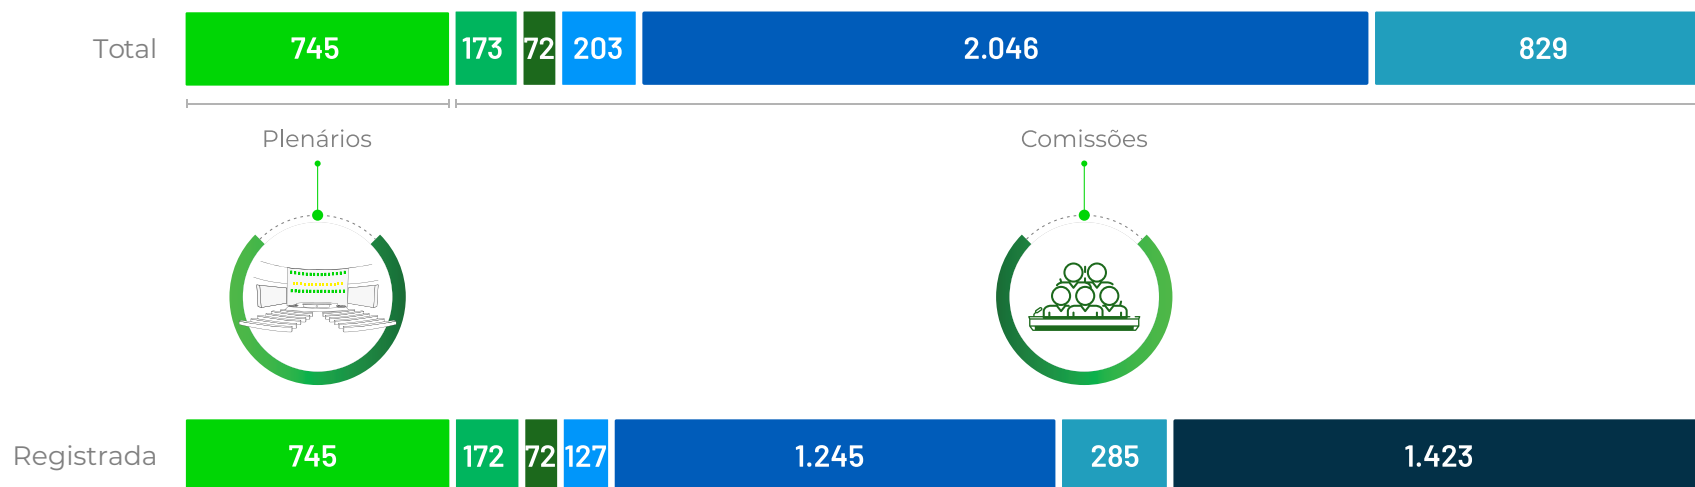 Total 745 173 72 203 2.046 829
Plenários Comissões
Registrada 745 172 72 127 1.245 285 1.423